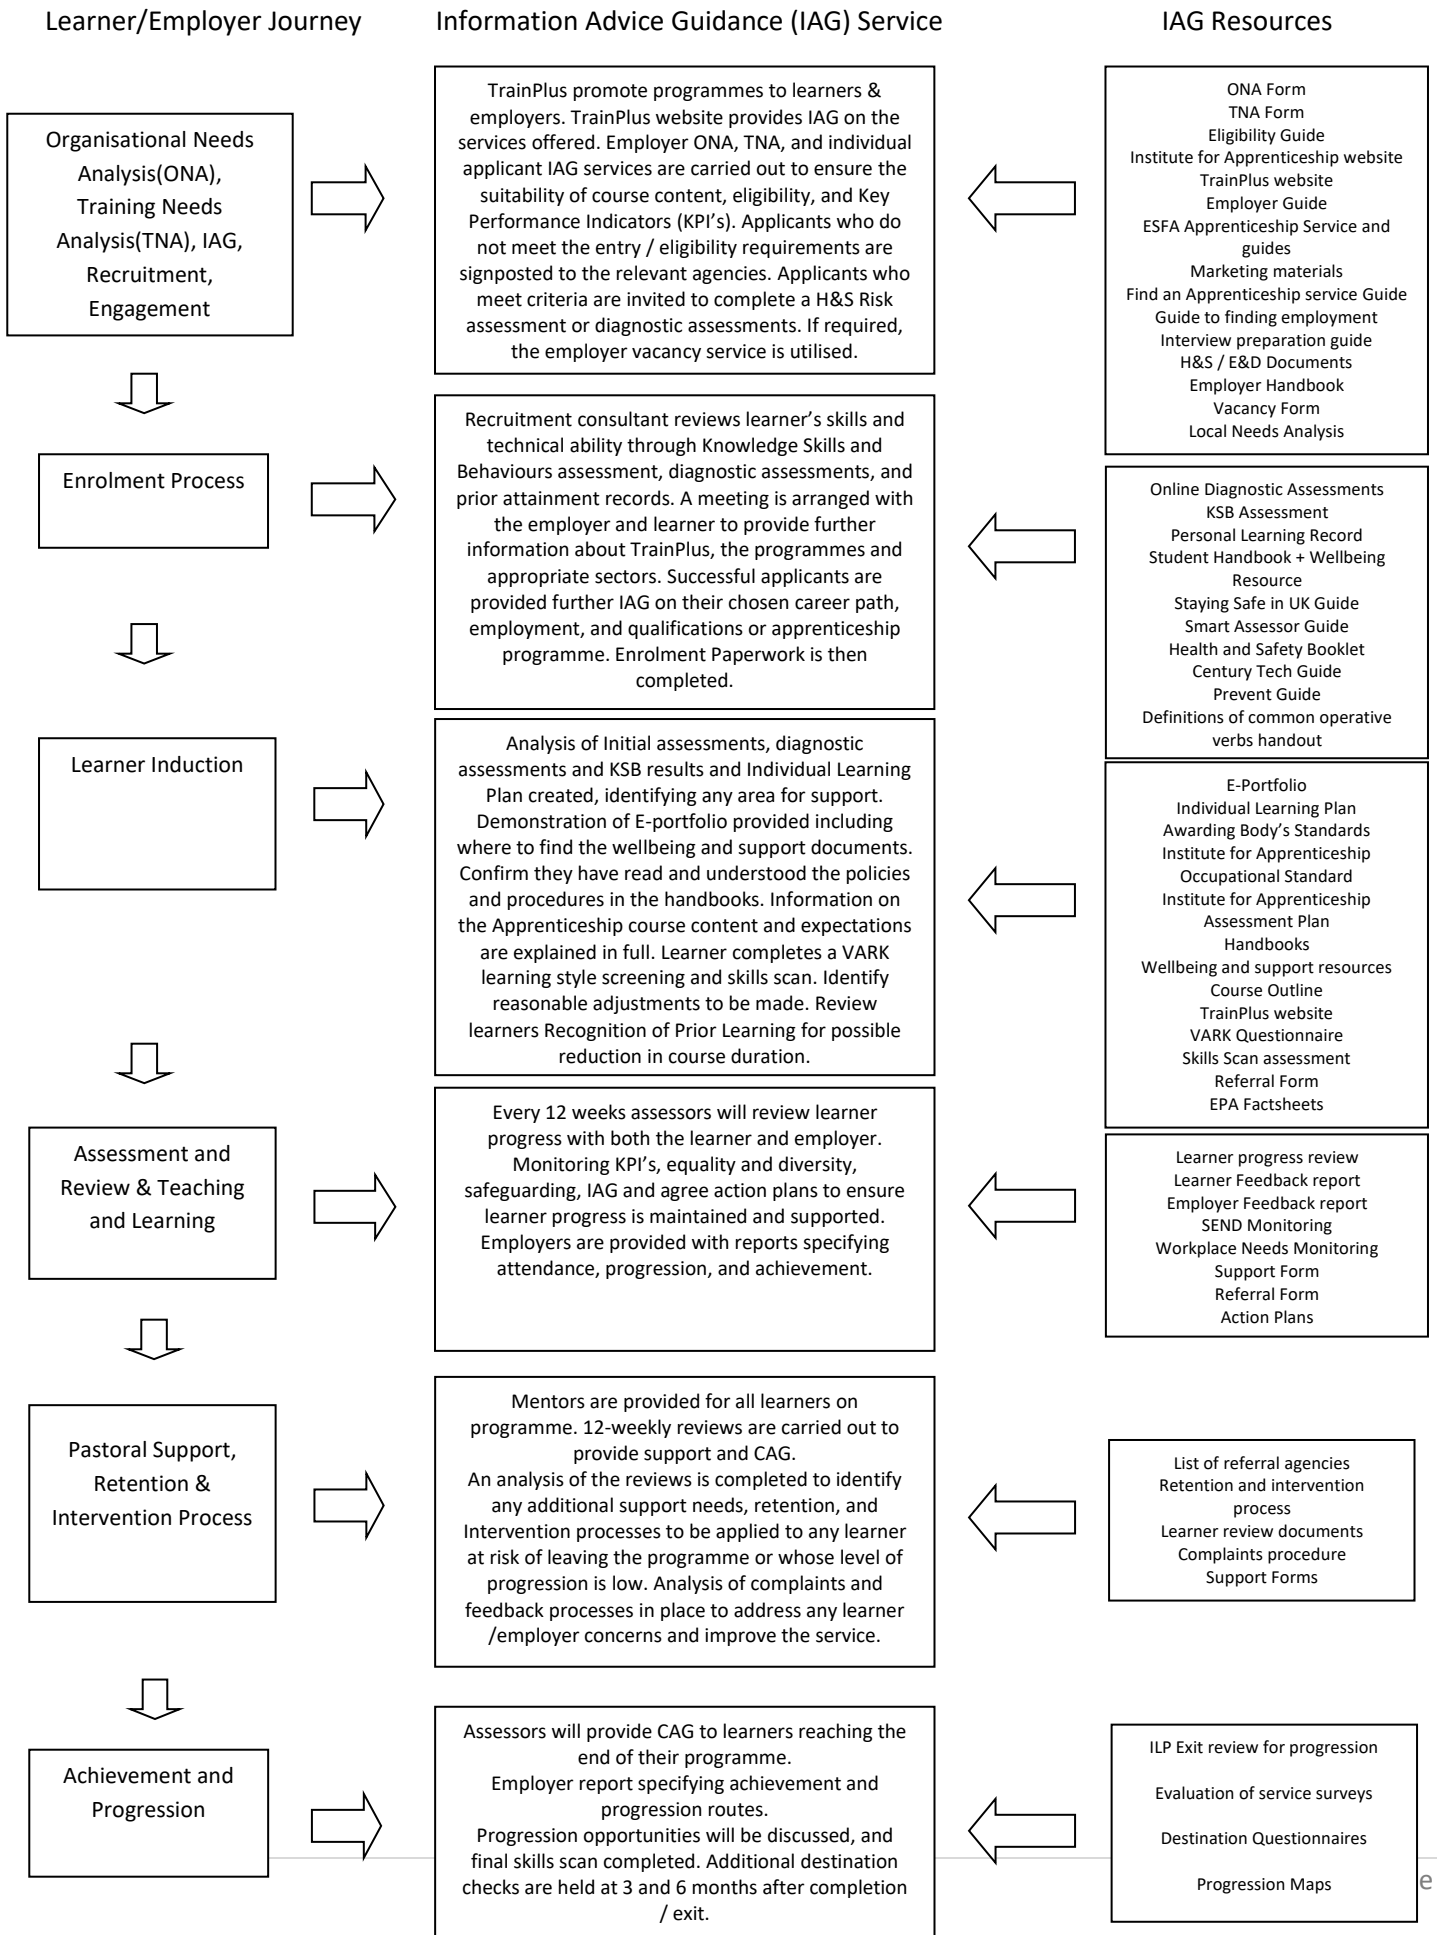 Learner/Employer Journey
Information Advice Guidance (IAG) Service
IAG Resources
Organisational Needs
Analysis(ONA),
Training Needs
Analysis(TNA), IAG,
Recruitment,
Engagement
TrainPlus promote programmes to learners &
employers. TrainPlus website provides IAG on the
services offered. Employer ONA, TNA, and individual
applicant IAG services are carried out to ensure the
suitability of course content, eligibility, and Key
Performance Indicators (KPI's). Applicants who do
not meet the entry / eligibility requirements are
signposted to the relevant agencies. Applicants who
meet criteria are invited to complete a H&S Risk
assessment or diagnostic assessments. If required,
the employer vacancy service is utilised.
ONA Form
TNA Form
Eligibility Guide
Institute for Apprenticeship website
TrainPlus website
Employer Guide
ESFA Apprenticeship Service and
guides
Marketing materials
Find an Apprenticeship service Guide
Guide to finding employment
Interview preparation guide
H&S / E&D Documents
Employer Handbook
Vacancy Form
Local Needs Analysis
Enrolment Process
Recruitment consultant reviews learner's skills and
technical ability through Knowledge Skills and
Behaviours assessment, diagnostic assessments, and
prior attainment records. A meeting is arranged with
the employer and learner to provide further
information about TrainPlus, the programmes and
appropriate sectors. Successful applicants are
provided further IAG on their chosen career path,
employment, and qualifications or apprenticeship
programme. Enrolment Paperwork is then
completed.
Online Diagnostic Assessments
KSB Assessment
Personal Learning Record
Student Handbook + Wellbeing
Resource
Staying Safe in UK Guide
Smart Assessor Guide
Health and Safety Booklet
Century Tech Guide
Prevent Guide
Definitions of common operative
verbs handout
Learner Induction
Analysis of Initial assessments, diagnostic
assessments and KSB results and Individual Learning
Plan created, identifying any area for support.
Demonstration of E-portfolio provided including
where to find the wellbeing and support documents.
Confirm they have read and understood the policies
and procedures in the handbooks. Information on
the Apprenticeship course content and expectations
are explained in full. Learner completes a VARK
learning style screening and skills scan. Identify
reasonable adjustments to be made. Review
learners Recognition of Prior Learning for possible
reduction in course duration.
E-Portfolio
Individual Learning Plan
Awarding Body's Standards
Institute for Apprenticeship
Occupational Standard
Institute for Apprenticeship
Assessment Plan
Handbooks
Wellbeing and support resources
Course Outline
TrainPlus website
VARK Questionnaire
Skills Scan assessment
Referral Form
EPA Factsheets
Assessment and
Review & Teaching
and Learning
Every 12 weeks assessors will review learner
progress with both the learner and employer.
Monitoring KPI's, equality and diversity,
safeguarding, IAG and agree action plans to ensure
learner progress is maintained and supported.
Employers are provided with reports specifying
attendance, progression, and achievement.
Learner progress review
Learner Feedback report
Employer Feedback report
SEND Monitoring
Workplace Needs Monitoring
Support Form
Referral Form
Action Plans
Pastoral Support,
Retention &
Intervention Process
Mentors are provided for all learners on
programme. 12-weekly reviews are carried out to
provide support and CAG.
An analysis of the reviews is completed to identify
any additional support needs, retention, and
Intervention processes to be applied to any learner
at risk of leaving the programme or whose level of
progression is low. Analysis of complaints and
feedback processes in place to address any learner
/employer concerns and improve the service.
List of referral agencies
Retention and intervention
process
Learner review documents
Complaints procedure
Support Forms
Achievement and
Progression
Assessors will provide CAG to learners reaching the
end of their programme.
Employer report specifying achievement and
progression routes.
Progression opportunities will be discussed, and
final skills scan completed. Additional destination
checks are held at 3 and 6 months after completion
/ exit.
ILP Exit review for progression
Evaluation of service surveys
Destination Questionnaires
Progression Maps